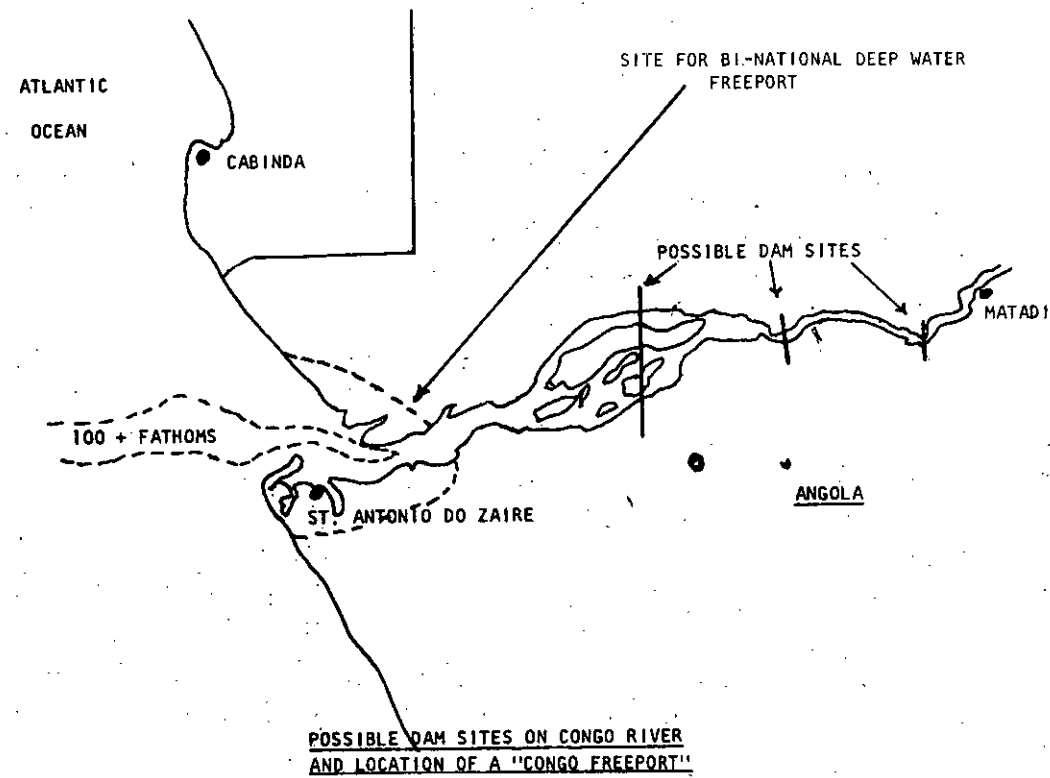 SITE FOR BI-NATIONAL DEEP WATER
FREEPORT
ATLANTIC
OCEAN
CABINDA
POSSIBLE DAM SITES
MATADI
100 + FATHOMS
ANGOLA
ST. ANTONIO DO ZAIRE
POSSIBLE DAM SITES ON CONGO RIVER
AND LOCATION OF A "CONGO FREEPORT"